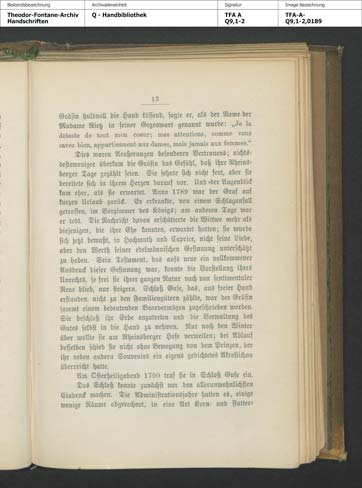 Bestandsbezeichnung
Theodor-Fontane-Archiv
Handschriften
Archivalieneinheit
Q - Handbibliothek
Signatur
TFA A
Q9,1-2
Image-Bezeichnung
TFA-A-
Q9,1-2,0189
13
Gräfin huldvoll die Hand küssend, sagte er, als der Name der
Madame Rietz in seiner Gegenwart genannt wurde: „Je la
déteste de tout mon coeur; mes attentions, comme vous
savez bien, appartiennent aux dames, mais jamais aux femmes.“
Dies waren Aeußerungen besonderen Vertrauens; nichts-
destoweniger überkam die Gräfin das Gefühl, daß ihre Rheins-
berger Tage gezählt seien. Sie sehnte sich nicht fort, aber sie
bereitete sich in ihrem Herzen darauf vor. Und der Augenblick
kam eher, als sie erwartet. Anno 1789 war der Graf auf
kurzen Urlaub zurück. Er erkrankte, von einem Schlaganfall
getroffen, im Vorzimmer des Königs; am anderen Tage war
er todt. Die Nachricht davon erschütterte die Wittwe mehr als
diejenigen, die ihre Ehe kannten, erwartet hatten; sie wurde
sich jetzt bewußt, in Hochmuth und Caprice, nicht seine Liebe,
aber den Werth seiner edelmännischen Gesinnung unterschätzt
zu haben. Sein Testament, das aufs neue ein vollkommener
Ausdruck dieser Gesinnung war, konnte die Vorstellung ihres
Unrechts, so frei sie ihrer ganzen Natur nach von sentimentaler
Reue blieb, nur steigern. Schloß Guse, das, aus freier Hand
erstanden, nicht zu den Familiengütern zählte, war der Gräfin
sammt einem bedeutenden Baarvermögen zugeschrieben worden.
Sie beschloß ihr Erbe anzutreten und die Verwaltung des
Gutes selbst in die Hand zu nehmen. Nur noch den Winter
über wollte sie am Rheinsberger Hofe verweilen; bei Ablauf
desselben schied sie nicht ohne Bewegung von dem Prinzen, der
ihr neben andern Souvenirs ein eigens gedichtetes Akrostichon
überreicht hatte.
Am Osterheiligabend 1790 traf sie in Schloß Guse ein.
Das Schloß konnte zunächst nur den allerunwohnlichsten
Eindruck machen. Die Administrationsjahre hatten es, einige
wenige Räume abgerechnet, in eine Art Korn- und Futter-